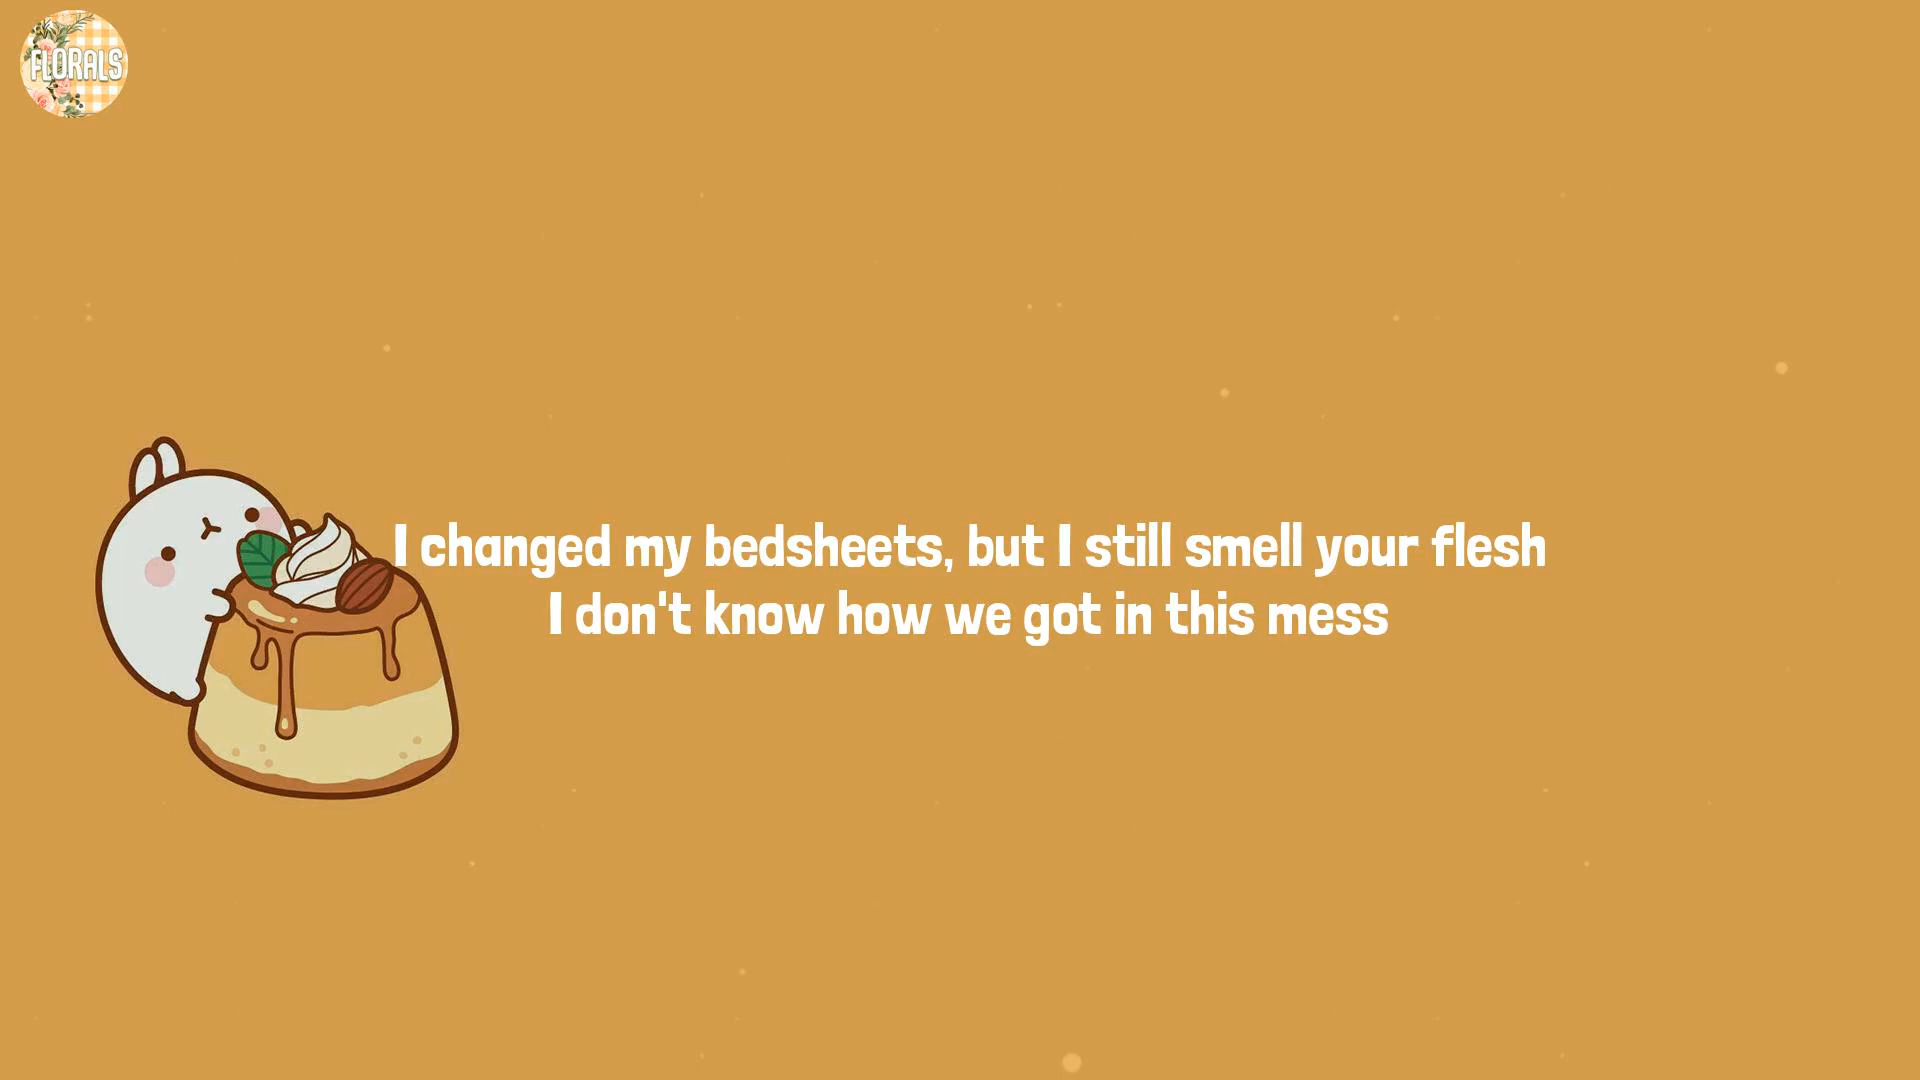 FLORALS
I changed my bedsheets, but I still smell your flesh
I don't know how we got in this mess